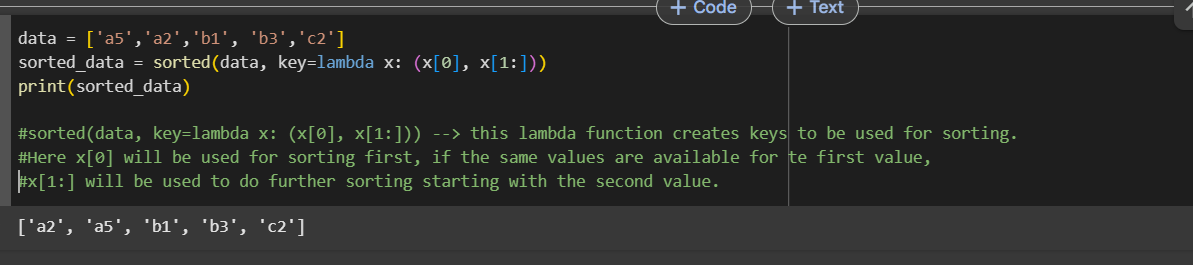 + Code + Text
data = ['a5','a2','b1', 'b3','c2']
sorted_data = sorted(data, key=lambda x: (x[0], x[1:]))
print(sorted_data)
#sorted(data, key=lambda x: (x[0], x[1:])) --> this lambda function creates keys to be used for sorting.
#Here x[0] will be used for sorting first, if the same values are available for te first value,
#x[1:] will be used to do further sorting starting with the second value.
['a2', 'a5', 'b1', 'b3', 'c2']